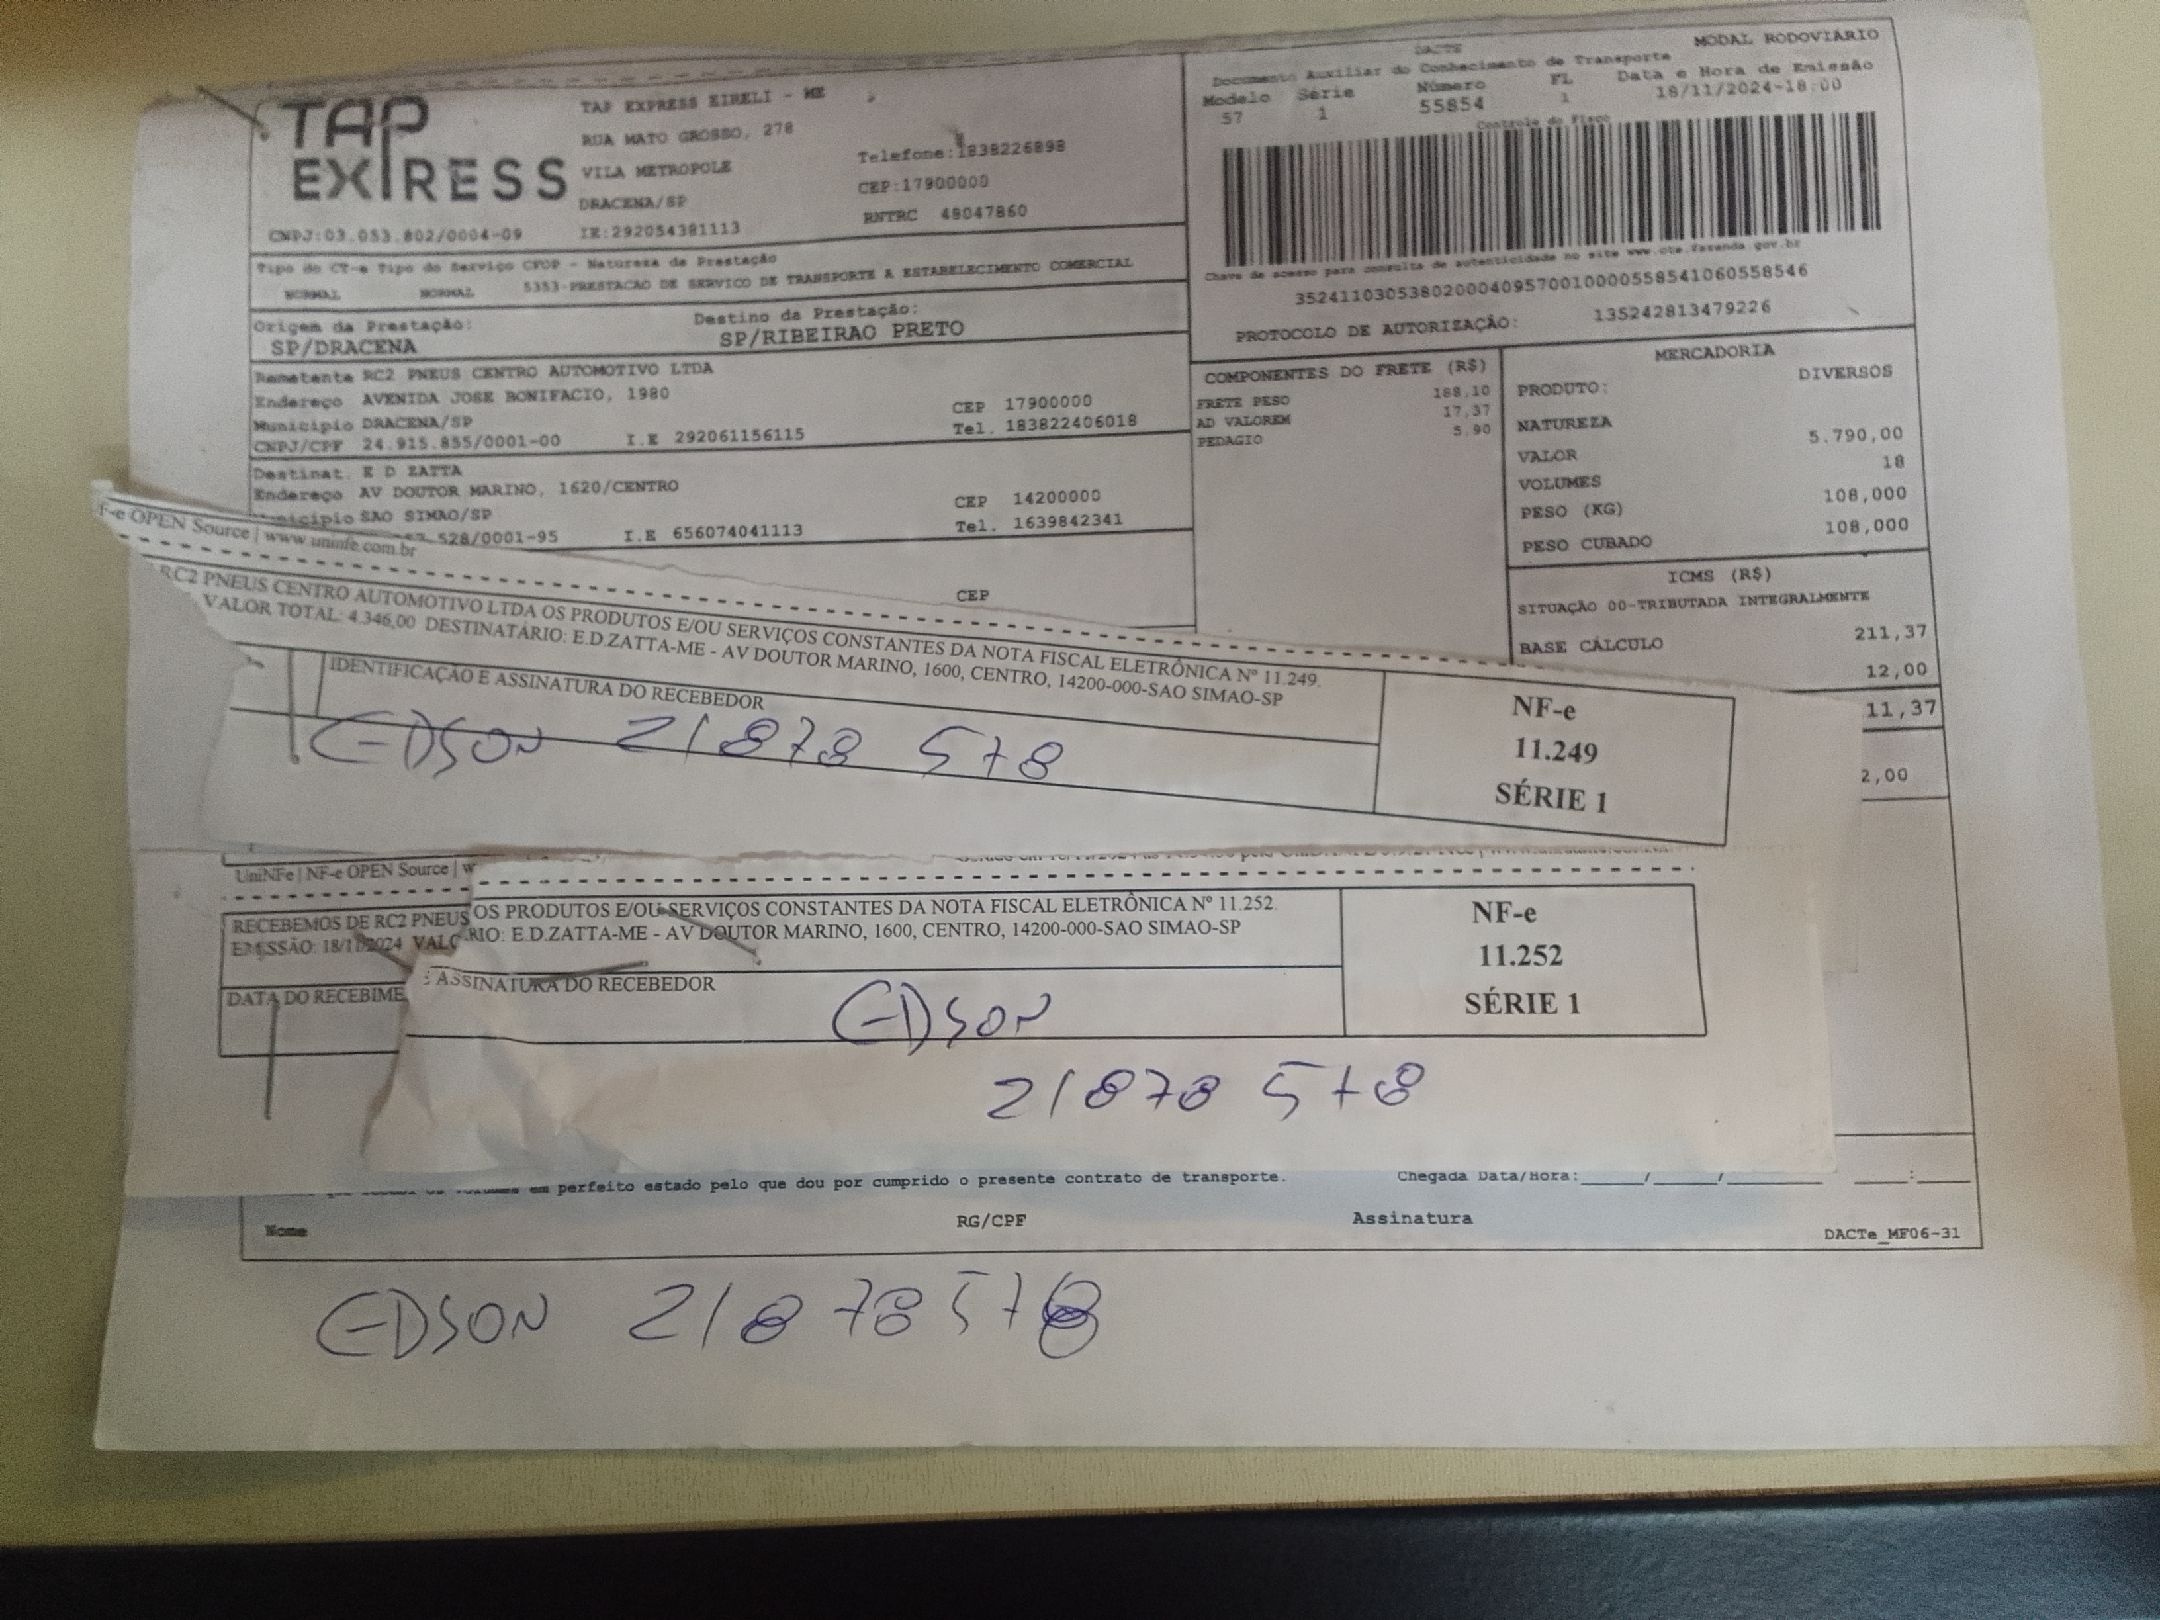 TAP EXPRESS
TAP EXPRESS EIRELI - ME
RUA MATO GROSSO, 278
VILA METROPOLE
DRACENA/SP
IE:292054381113
Telefone:1838226898
CEP:17900000
RNTRC 48047860
CNPJ:03.053.802/0004-09
DACTE
MODAL RODOVIÁRIO
Documento Auxiliar do Conhecimento de Transporte
Modelo Série Número FL Data e Hora de Emissão
57 1 55854 1 18/11/2024-18:00
Controle do Fisco
Chave de acesso para consulta de autenticidade no site www.cte.fazenda.gov.br
35241103053802000409570010000558541060558546
PROTOCOLO DE AUTORIZAÇÃO: 135242813479226
Tipo do CT-e Tipo do Serviço CFOP - Natureza da Prestação
NORMAL NORMAL 5353-PRESTACAO DE SERVICO DE TRANSPORTE A ESTABELECIMENTO COMERCIAL
Origem da Prestação: Destino da Prestação:
SP/DRACENA SP/RIBEIRAO PRETO
Remetente RC2 PNEUS CENTRO AUTOMOTIVO LTDA
Endereço AVENIDA JOSE BONIFACIO, 1980 CEP 17900000
Município DRACENA/SP Tel. 183822406018
CNPJ/CPF 24.915.855/0001-00 I.E 292061156115
Destinat. E D ZATTA
Endereço AV DOUTOR MARINO, 1620/CENTRO CEP 14200000
Município SAO SIMAO/SP Tel. 1639842341
528/0001-95 I.E 656074041113
CEP
COMPONENTES DO FRETE (R$)
FRETE PESO 188,10
AD VALOREM 17,37
PEDAGIO 5,90
MERCADORIA
PRODUTO: DIVERSOS
NATUREZA
VALOR 5.790,00
VOLUMES 18
PESO (KG) 108,000
PESO CUBADO 108,000
ICMS (R$)
SITUAÇÃO 00-TRIBUTADA INTEGRALMENTE
BASE CÁLCULO 211,37
12,00
11,37
2,00
F-e OPEN Source | www.uninfe.com.br
RC2 PNEUS CENTRO AUTOMOTIVO LTDA OS PRODUTOS E/OU SERVIÇOS CONSTANTES DA NOTA FISCAL ELETRÔNICA Nº 11.249.
VALOR TOTAL: 4.346,00 DESTINATÁRIO: E.D.ZATTA-ME - AV DOUTOR MARINO, 1600, CENTRO, 14200-000-SAO SIMAO-SP
IDENTIFICAÇÃO E ASSINATURA DO RECEBEDOR
EDSON 21878 578
NF-e
11.249
SÉRIE 1
UniNFe | NF-e OPEN Source | w
RECEBEMOS DE RC2 PNEUS OS PRODUTOS E/OU SERVIÇOS CONSTANTES DA NOTA FISCAL ELETRÔNICA Nº 11.252.
EMISSÃO: 18/11/2024 VALO RIO: E.D.ZATTA-ME - AV DOUTOR MARINO, 1600, CENTRO, 14200-000-SAO SIMAO-SP
DATA DO RECEBIME E ASSINATURA DO RECEBEDOR
EDSON
21878 578
NF-e
11.252
SÉRIE 1
em perfeito estado pelo que dou por cumprido o presente contrato de transporte. Chegada Data/Hora:______/______/________ ____:____
Nome RG/CPF Assinatura
DACTe_MF06-31
EDSON 21878578